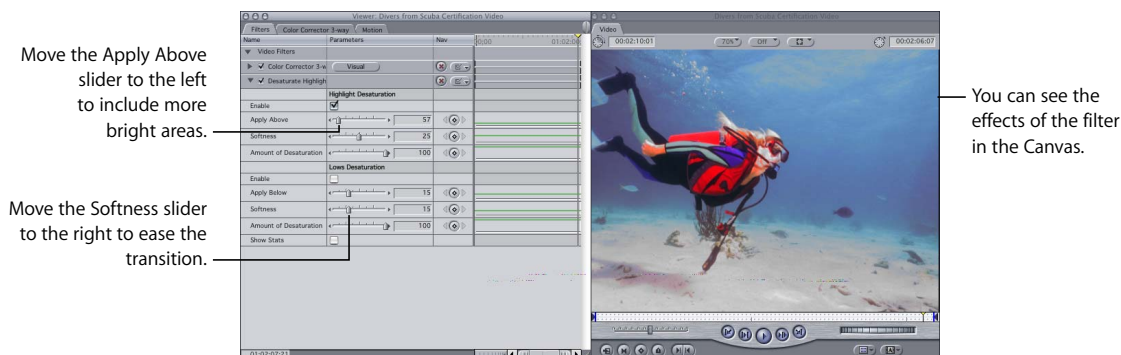 Viewer: Divers from Scuba Certification Video
Filters Color Corrector 3-way Motion
Name Parameters Nav 01:02:0
Video Filters
Color Corrector 3-w Visual
Desaturate Highligh
Highlight Desaturation
Enable
Apply Above 57
Softness 25
Amount of Desaturation 100
Lows Desaturation
Enable
Apply Below 15
Softness 15
Amount of Desaturation 100
Show Stats
Move the Apply Above
slider to the left
to include more
bright areas.
Move the Softness slider
to the right to ease the
transition.
Divers from Scuba Certification Video
Video
00:02:10:01 70% Off 00:02:06:07
You can see the
effects of the filter
in the Canvas.